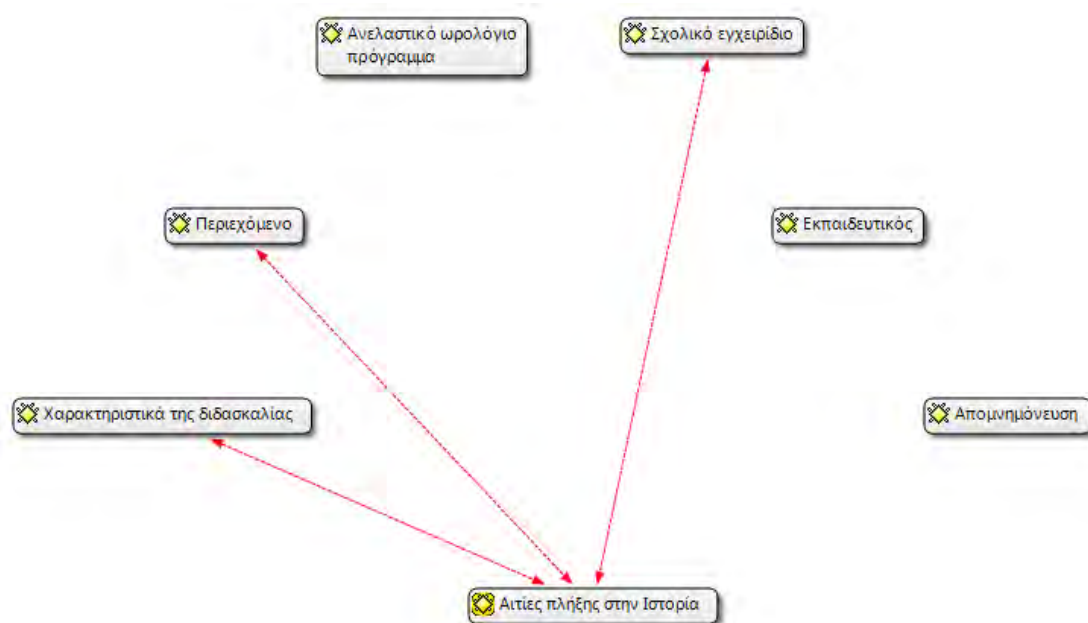 Ανελαστικό ωρολόγιο
πρόγραμμα
Σχολικό εγχειρίδιο
Περιεχόμενο
Εκπαιδευτικός
Χαρακτηριστικά της διδασκαλίας
Απομνημόνευση
Αιτίες πλήξης στην Ιστορία